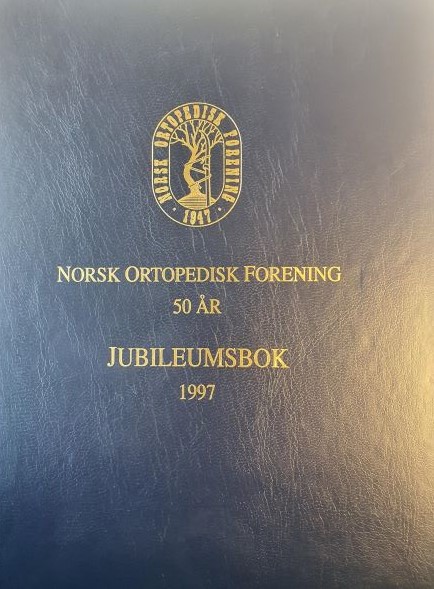 NORSK ORTOPEDISK FORENING
· 1947 ·
NORSK ORTOPEDISK FORENING
50 ÅR
JUBILEUMSBOK
1997